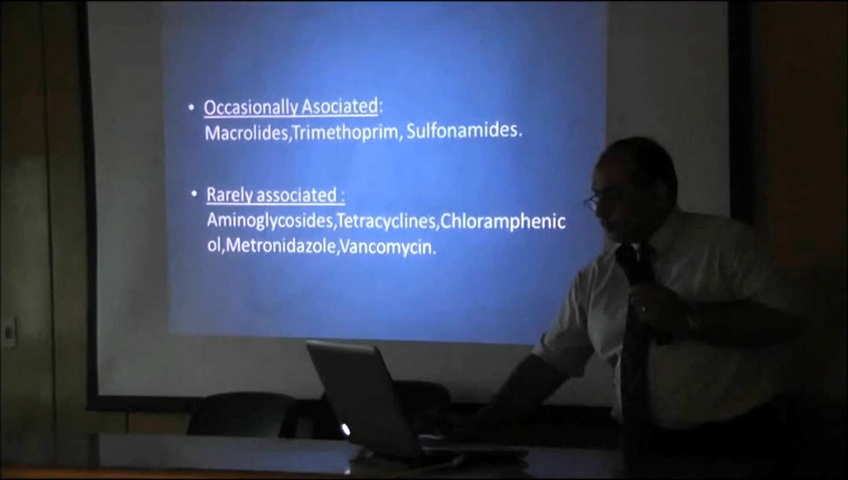 • Occasionally Asociated:
Macrolides,Trimethoprim, Sulfonamides.
• Rarely associated :
Aminoglycosides,Tetracyclines,Chloramphenic
ol,Metronidazole,Vancomycin.